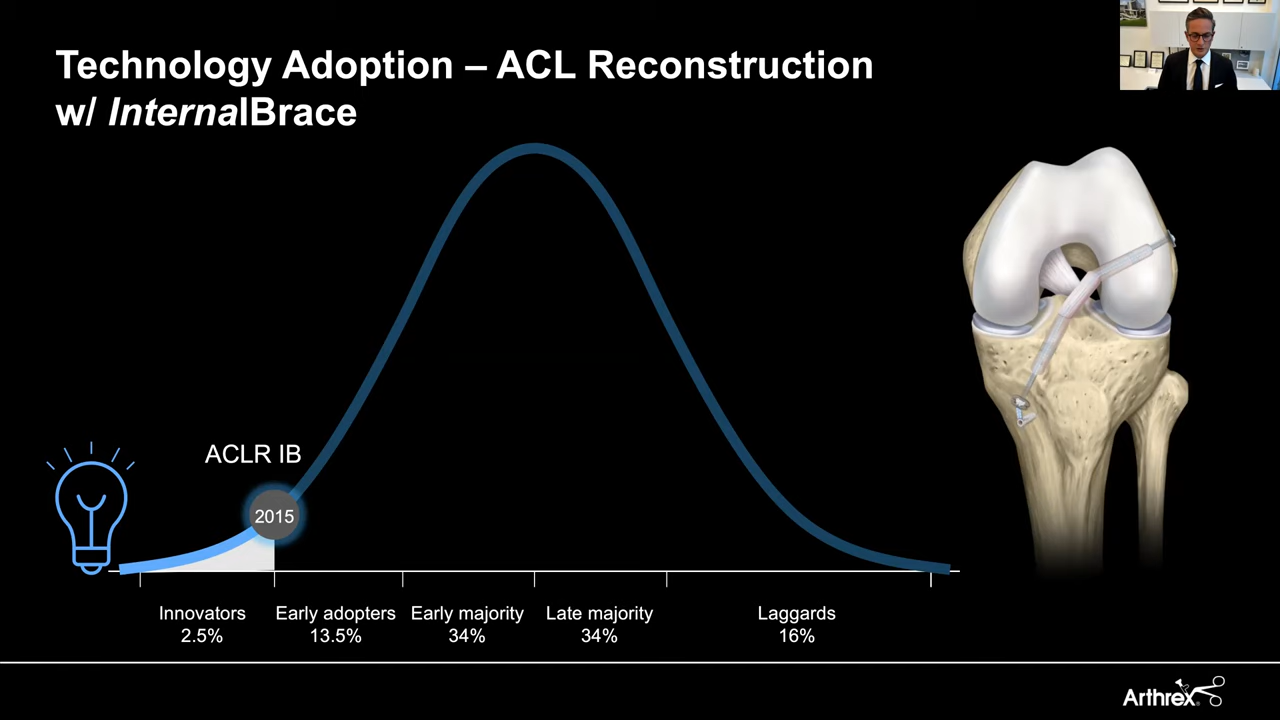 Technology Adoption – ACL Reconstruction
w/ InternalBrace
ACLR IB
2015
Innovators
2.5%
Early adopters
13.5%
Early majority
34%
Late majority
34%
Laggards
16%
Arthrex®